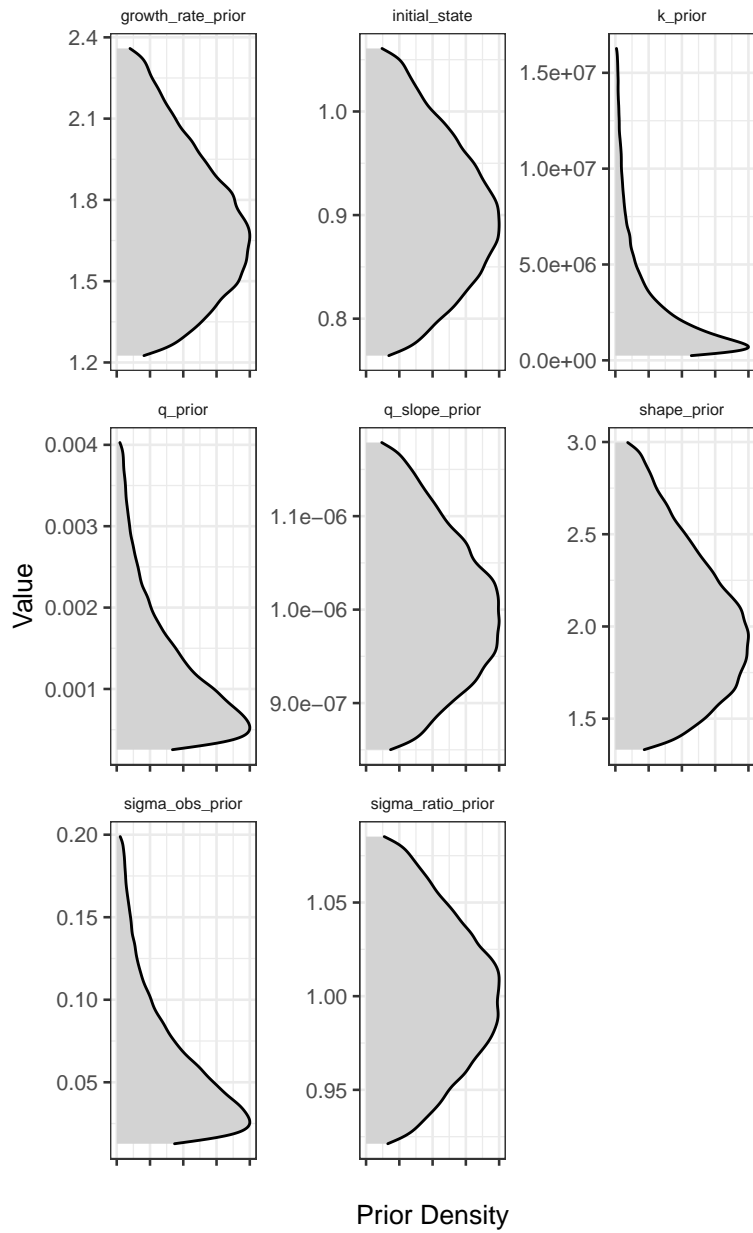 growth_rate_prior
initial_state
k_prior
2.4
2.1
1.8
1.5
1.2
1.0
0.9
0.8
1.5e+07
1.0e+07
5.0e+06
0.0e+00
q_prior
q_slope_prior
shape_prior
0.004
0.003
0.002
0.001
1.1e−06
1.0e−06
9.0e−07
3.0
2.5
2.0
1.5
Value
sigma_obs_prior
sigma_ratio_prior
0.20
0.15
0.10
0.05
1.05
1.00
0.95
Prior Density